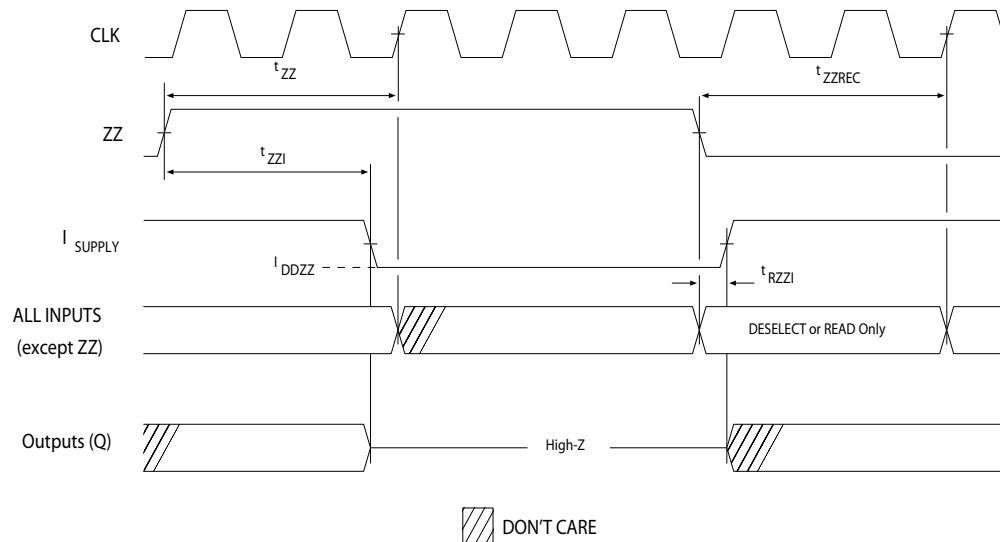 CLK
t ZZ
t ZZREC
ZZ
t ZZI
I SUPPLY
I DDZZ
t RZZI
ALL INPUTS
(except ZZ)
DESELECT or READ Only
Outputs (Q)
High-Z
DON'T CARE